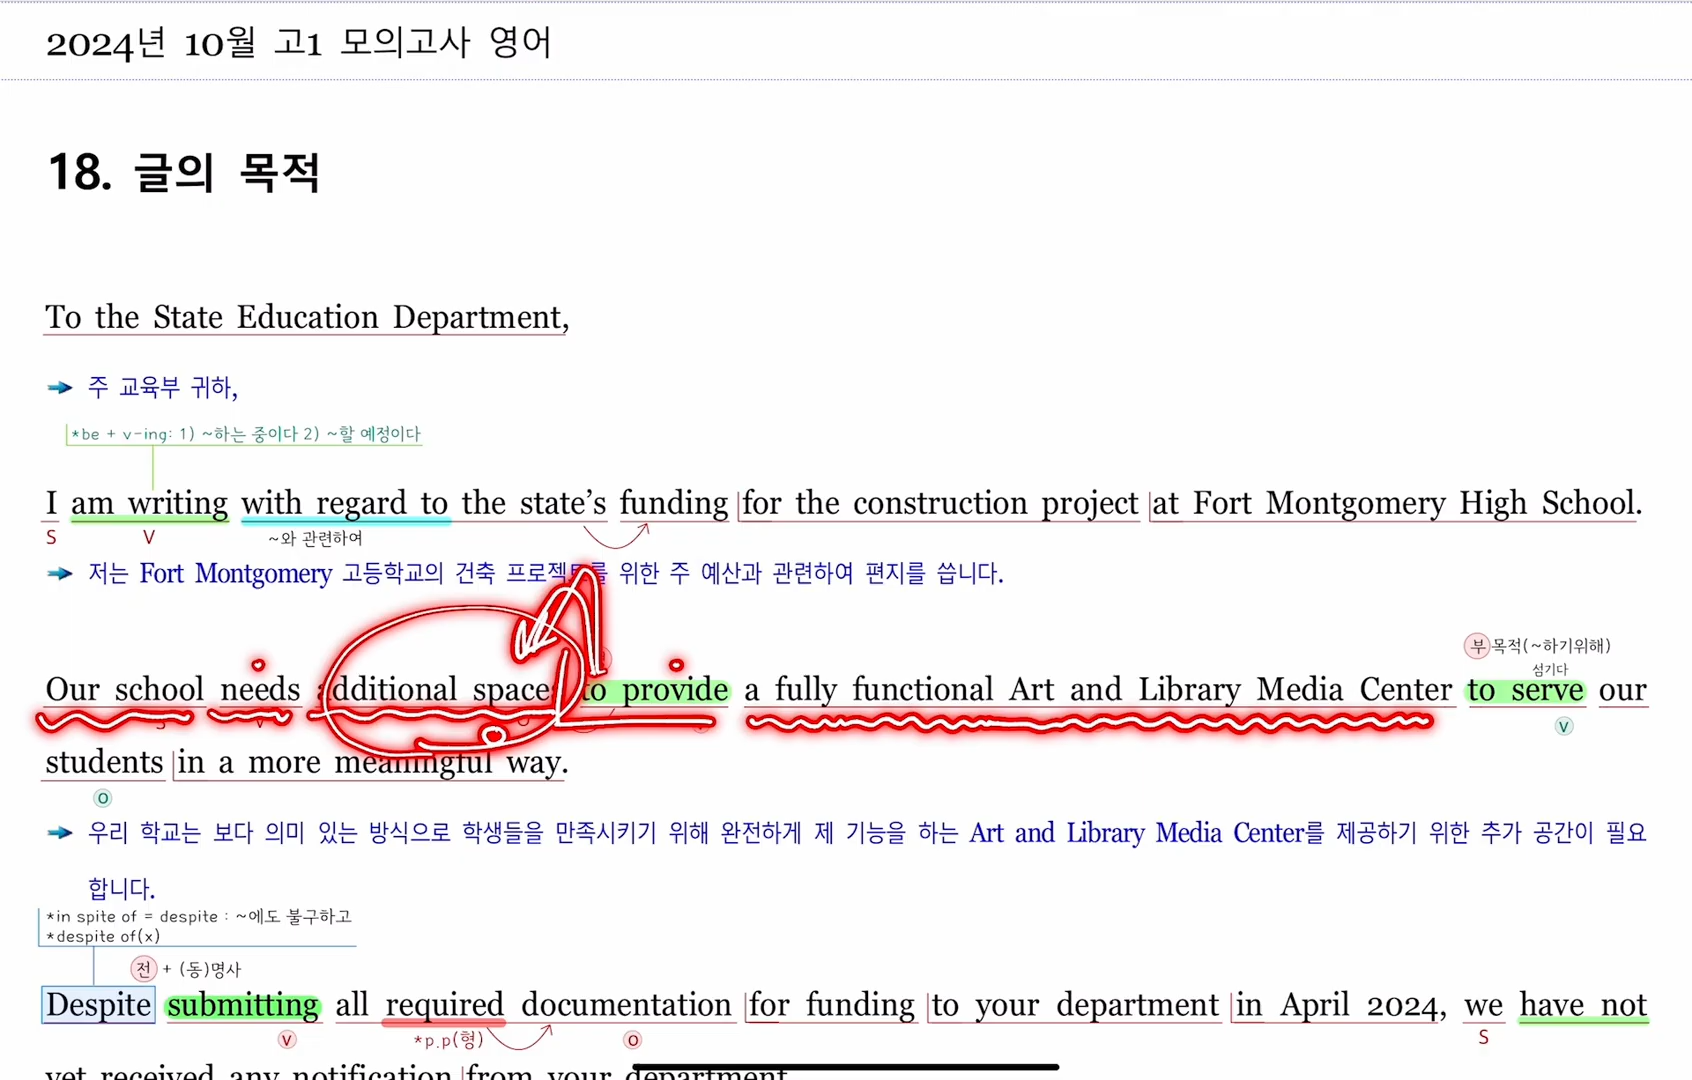 2024년 10월 고1 모의고사 영어
18. 글의 목적
To the State Education Department,
주 교육부 귀하,
*be + v-ing: 1) ~하는 중이다 2) ~할 예정이다
I am writing with regard to the state's funding for the construction project at Fort Montgomery High School.
S V ~와 관련하여
저는 Fort Montgomery 고등학교의 건축 프로젝트를 위한 주 예산과 관련하여 편지를 씁니다.
부 목적(~하기위해)
섬기다
Our school needs additional space to provide a fully functional Art and Library Media Center to serve our
V
students in a more meaningful way.
O
우리 학교는 보다 의미 있는 방식으로 학생들을 만족시키기 위해 완전하게 제 기능을 하는 Art and Library Media Center를 제공하기 위한 추가 공간이 필요
합니다.
*in spite of = despite : ~에도 불구하고
*despite of(x)
전 + (동)명사
Despite submitting all required documentation for funding to your department in April 2024, we have not
V *p.p(형) O S
yet received any notification from your department.